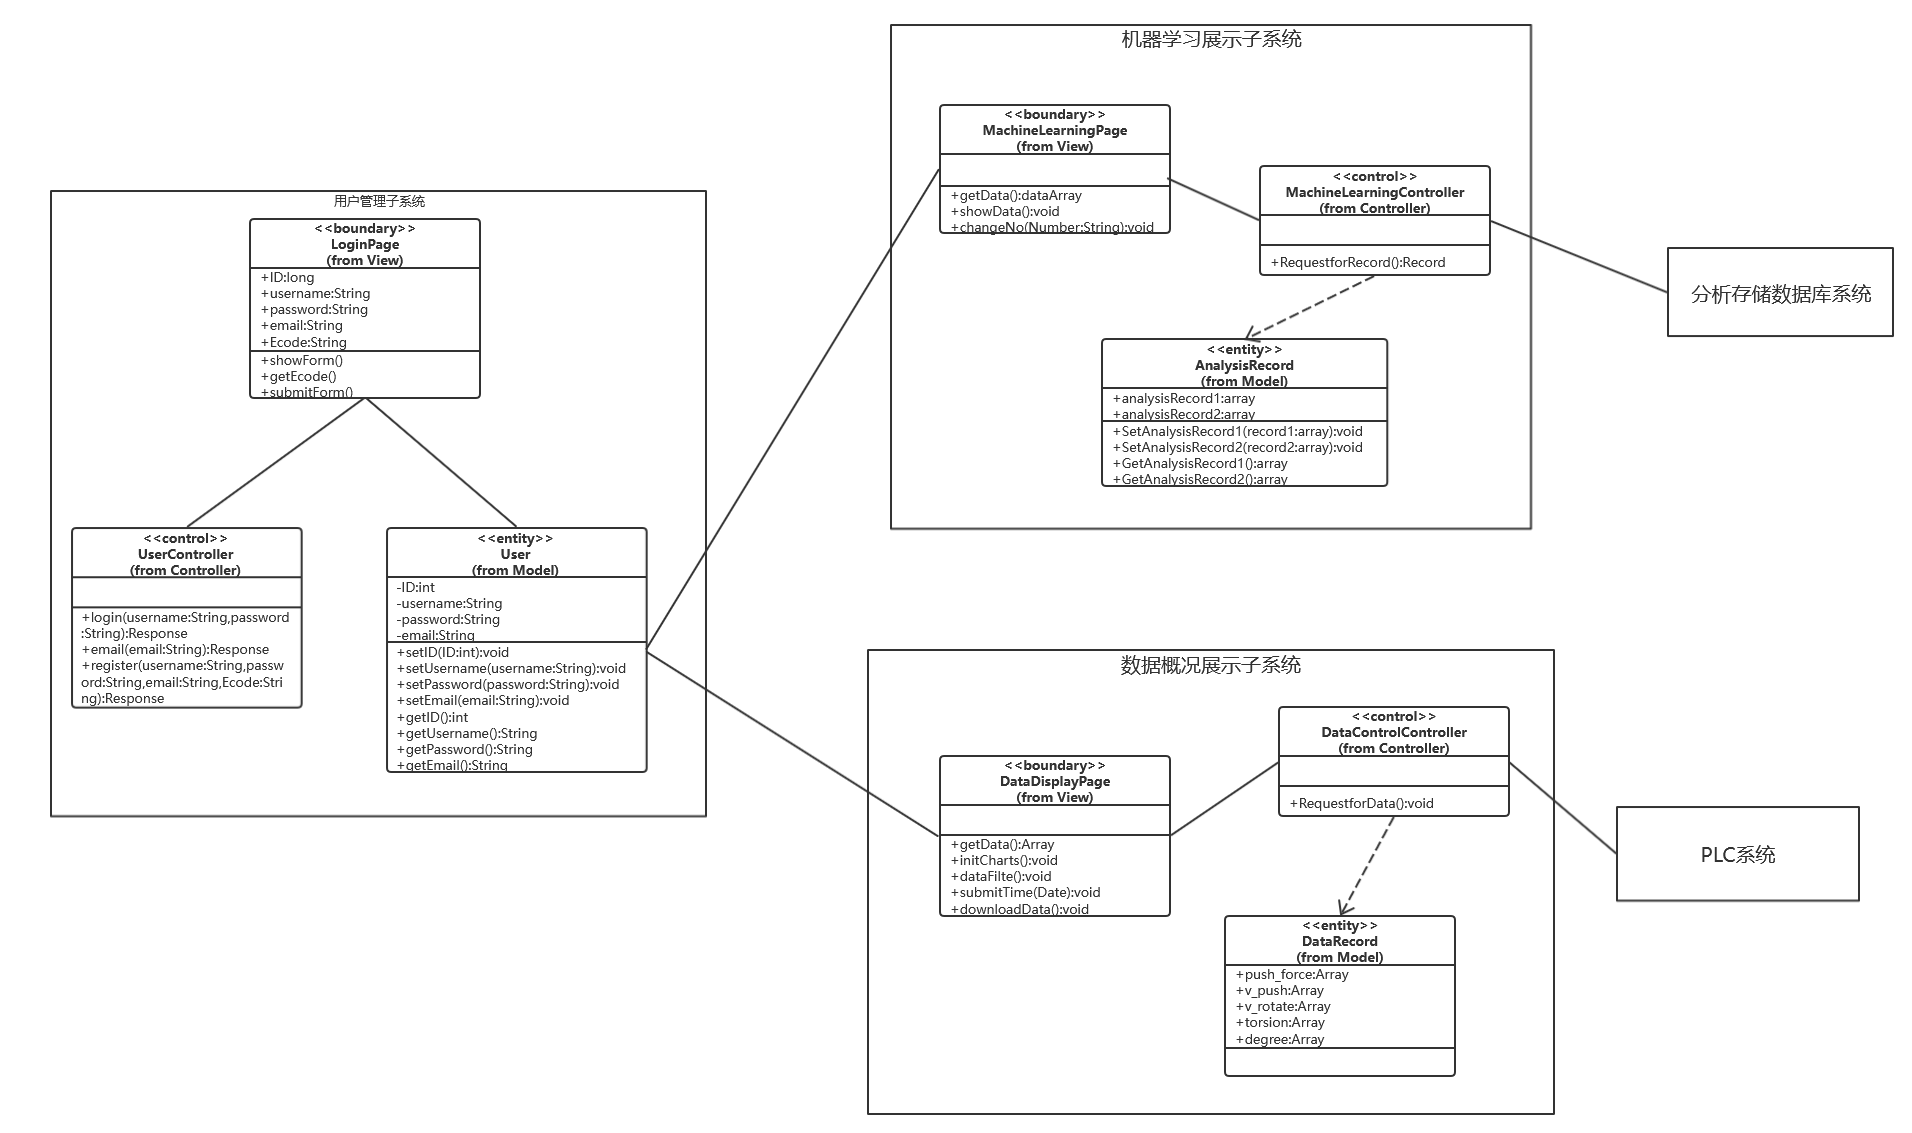 用户管理子系统
<<boundary>>
LoginPage
(from View)
+ID:long
+username:String
+password:String
+email:String
+Ecode:String
+showForm()
+getEcode()
+submitForm()
<<control>>
UserController
(from Controller)
+login(username:String,password
:String):Response
+email(email:String):Response
+register(username:String,passw
ord:String,email:String,Ecode:Stri
ng):Response
<<entity>>
User
(from Model)
-ID:int
-username:String
-password:String
-email:String
+setID(ID:int):void
+setUsername(username:String):void
+setPassword(password:String):void
+setEmail(email:String):void
+getID():int
+getUsername():String
+getPassword():String
+getEmail():String
机器学习展示子系统
<<boundary>>
MachineLearningPage
(from View)
+getData():dataArray
+showData():void
+changeNo(Number:String):void
<<control>>
MachineLearningController
(from Controller)
+RequestforRecord():Record
<<entity>>
AnalysisRecord
(from Model)
+analysisRecord1:array
+analysisRecord2:array
+SetAnalysisRecord1(record1:array):void
+SetAnalysisRecord2(record2:array):void
+GetAnalysisRecord1():array
+GetAnalysisRecord2():array
分析存储数据库系统
数据概况展示子系统
<<boundary>>
DataDisplayPage
(from View)
+getData():Array
+initCharts():void
+dataFilte():void
+submitTime(Date):void
+downloadData():void
<<control>>
DataControlController
(from Controller)
+RequestforData():void
<<entity>>
DataRecord
(from Model)
+push_force:Array
+v_push:Array
+v_rotate:Array
+torsion:Array
+degree:Array
PLC系统